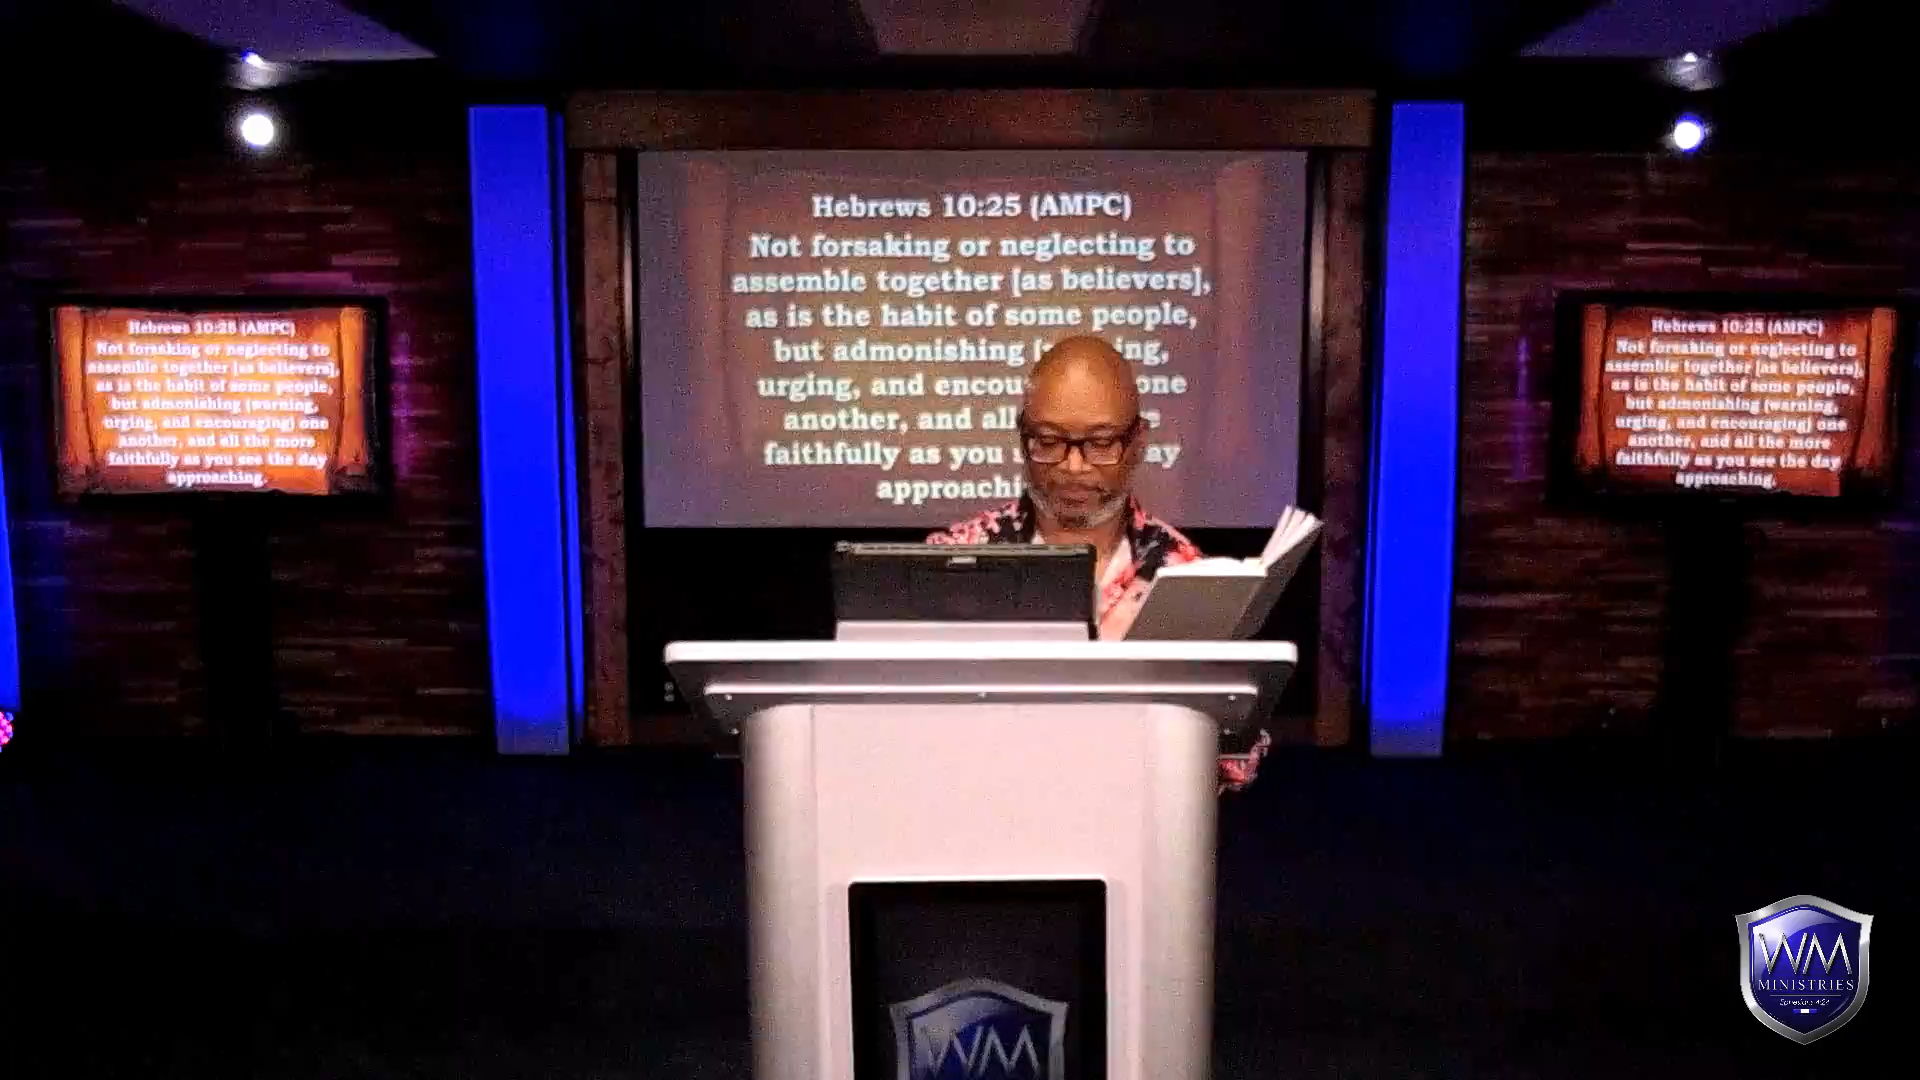 Hebrews 10:25 (AMPC)
Not forsaking or neglecting to
assemble together [as believers],
as is the habit of some people,
but admonishing ing,
urging, and one
another, and all
faithfully as you ay
Hebrews 10:25 (AMPC)
Not forsaking or neglecting to
assemble together [as believers],
as is the habit of some people,
but admonishing (warning,
urging, and encouraging) one
another, and all the more
faithfully as you see the day
approaching.
Hebrews 10:25 (AMPC)
Not forsaking or neglecting to
assemble together [as believers],
as is the habit of some people,
but admonishing (warning,
urging, and encouraging) one
another, and all the more
faithfully as you see the day
approaching.
WM
WM
MINISTRIES